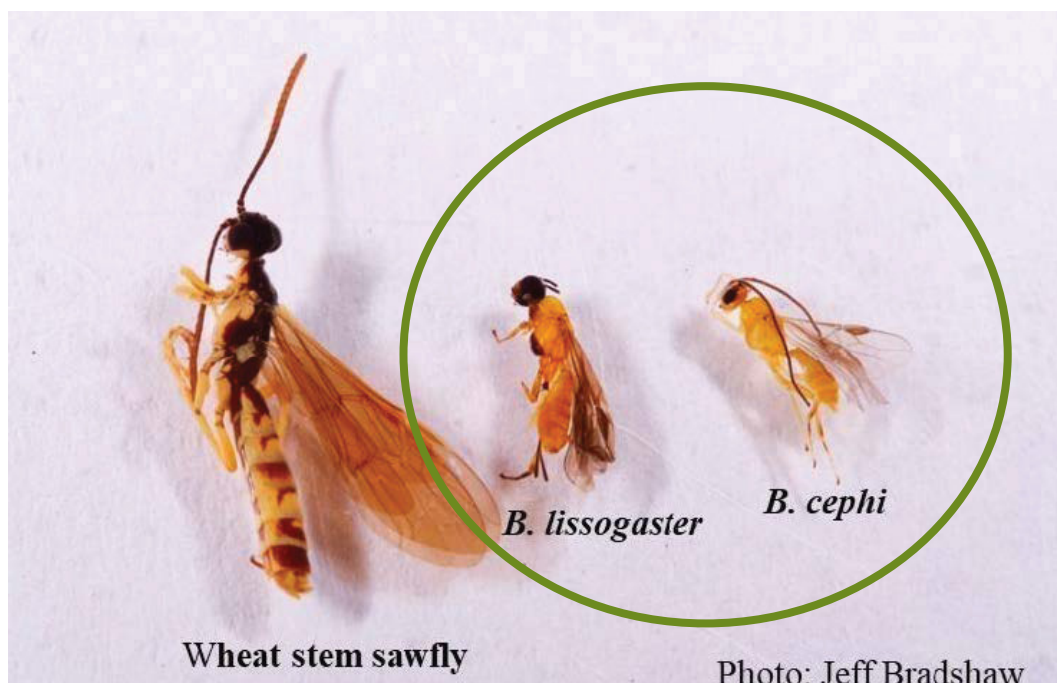 B. lissogaster
B. cephi
Wheat stem sawfly
Photo: Jeff Bradshaw